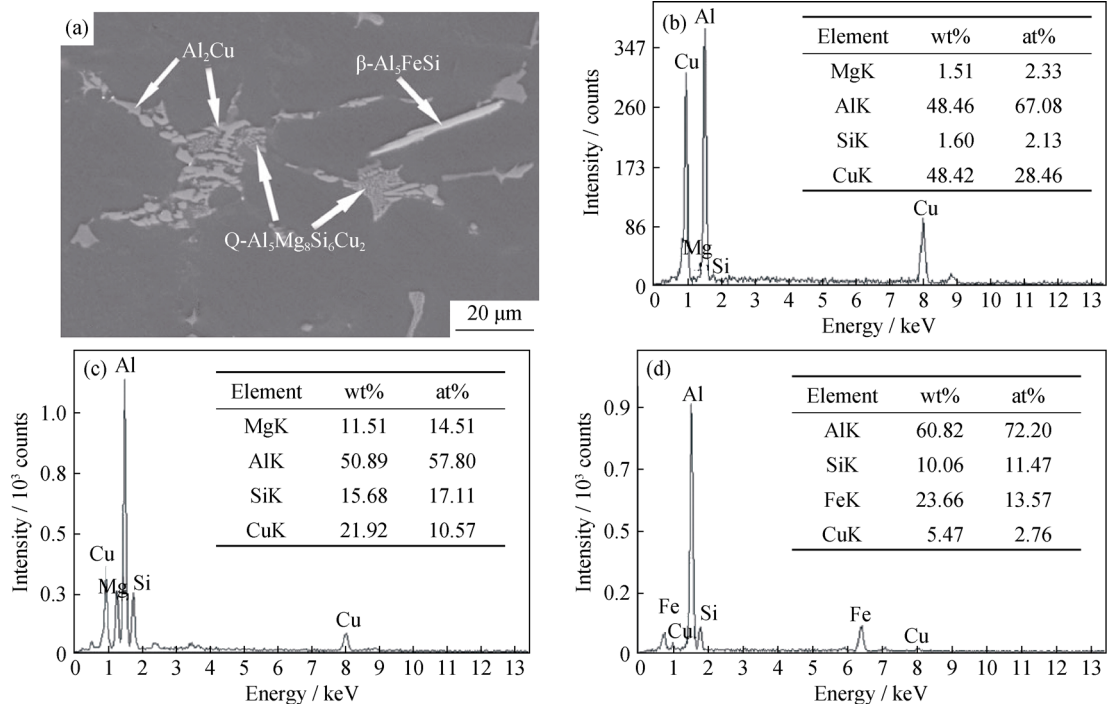 (a)
Al₂Cu
β-Al₅FeSi
Q-Al₅Mg₈Si₆Cu₂
20 μm
(b)
Al
Cu
Mg
Si
Cu
Element wt% at%
MgK 1.51 2.33
AlK 48.46 67.08
SiK 1.60 2.13
CuK 48.42 28.46
Intensity / counts
347
260
173
86
0
0 1 2 3 4 5 6 7 8 9 10 11 12 13
Energy / keV
(c)
Al
Cu
Mg
Si
Cu
Element wt% at%
MgK 11.51 14.51
AlK 50.89 57.80
SiK 15.68 17.11
CuK 21.92 10.57
Intensity / 10³ counts
1.0
0.8
0.5
0.3
0
0 1 2 3 4 5 6 7 8 9 10 11 12 13
Energy / keV
(d)
Al
Fe
Cu
Si
Fe
Cu
Element wt% at%
AlK 60.82 72.20
SiK 10.06 11.47
FeK 23.66 13.57
CuK 5.47 2.76
Intensity / 10³ counts
0.9
0.7
0.5
0.2
0
0 1 2 3 4 5 6 7 8 9 10 11 12 13
Energy / keV